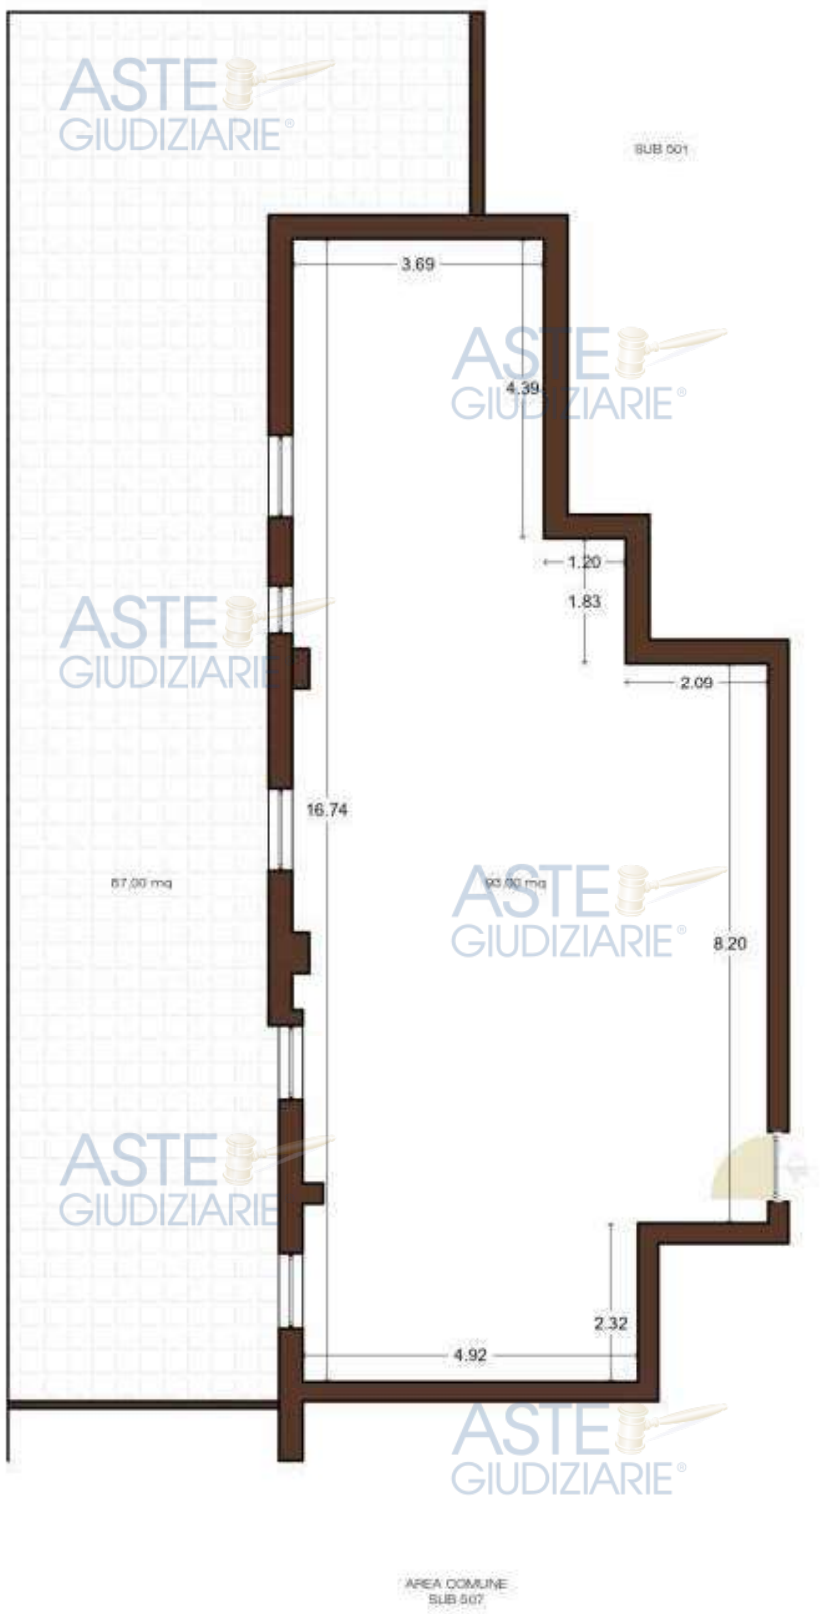 ASTE
GIUDIZIARIE®
SUB 501
3.69
ASTE
GIUDIZIARIE®
4.39
1.20
1.83
ASTE
GIUDIZIARIE
2.09
16.74
87,00 mq
93,00 mq
ASTE
GIUDIZIARIE®
8.20
ASTE
GIUDIZIARIE
2.32
4.92
ASTE
GIUDIZIARIE®
AREA COMUNE
SUB 507